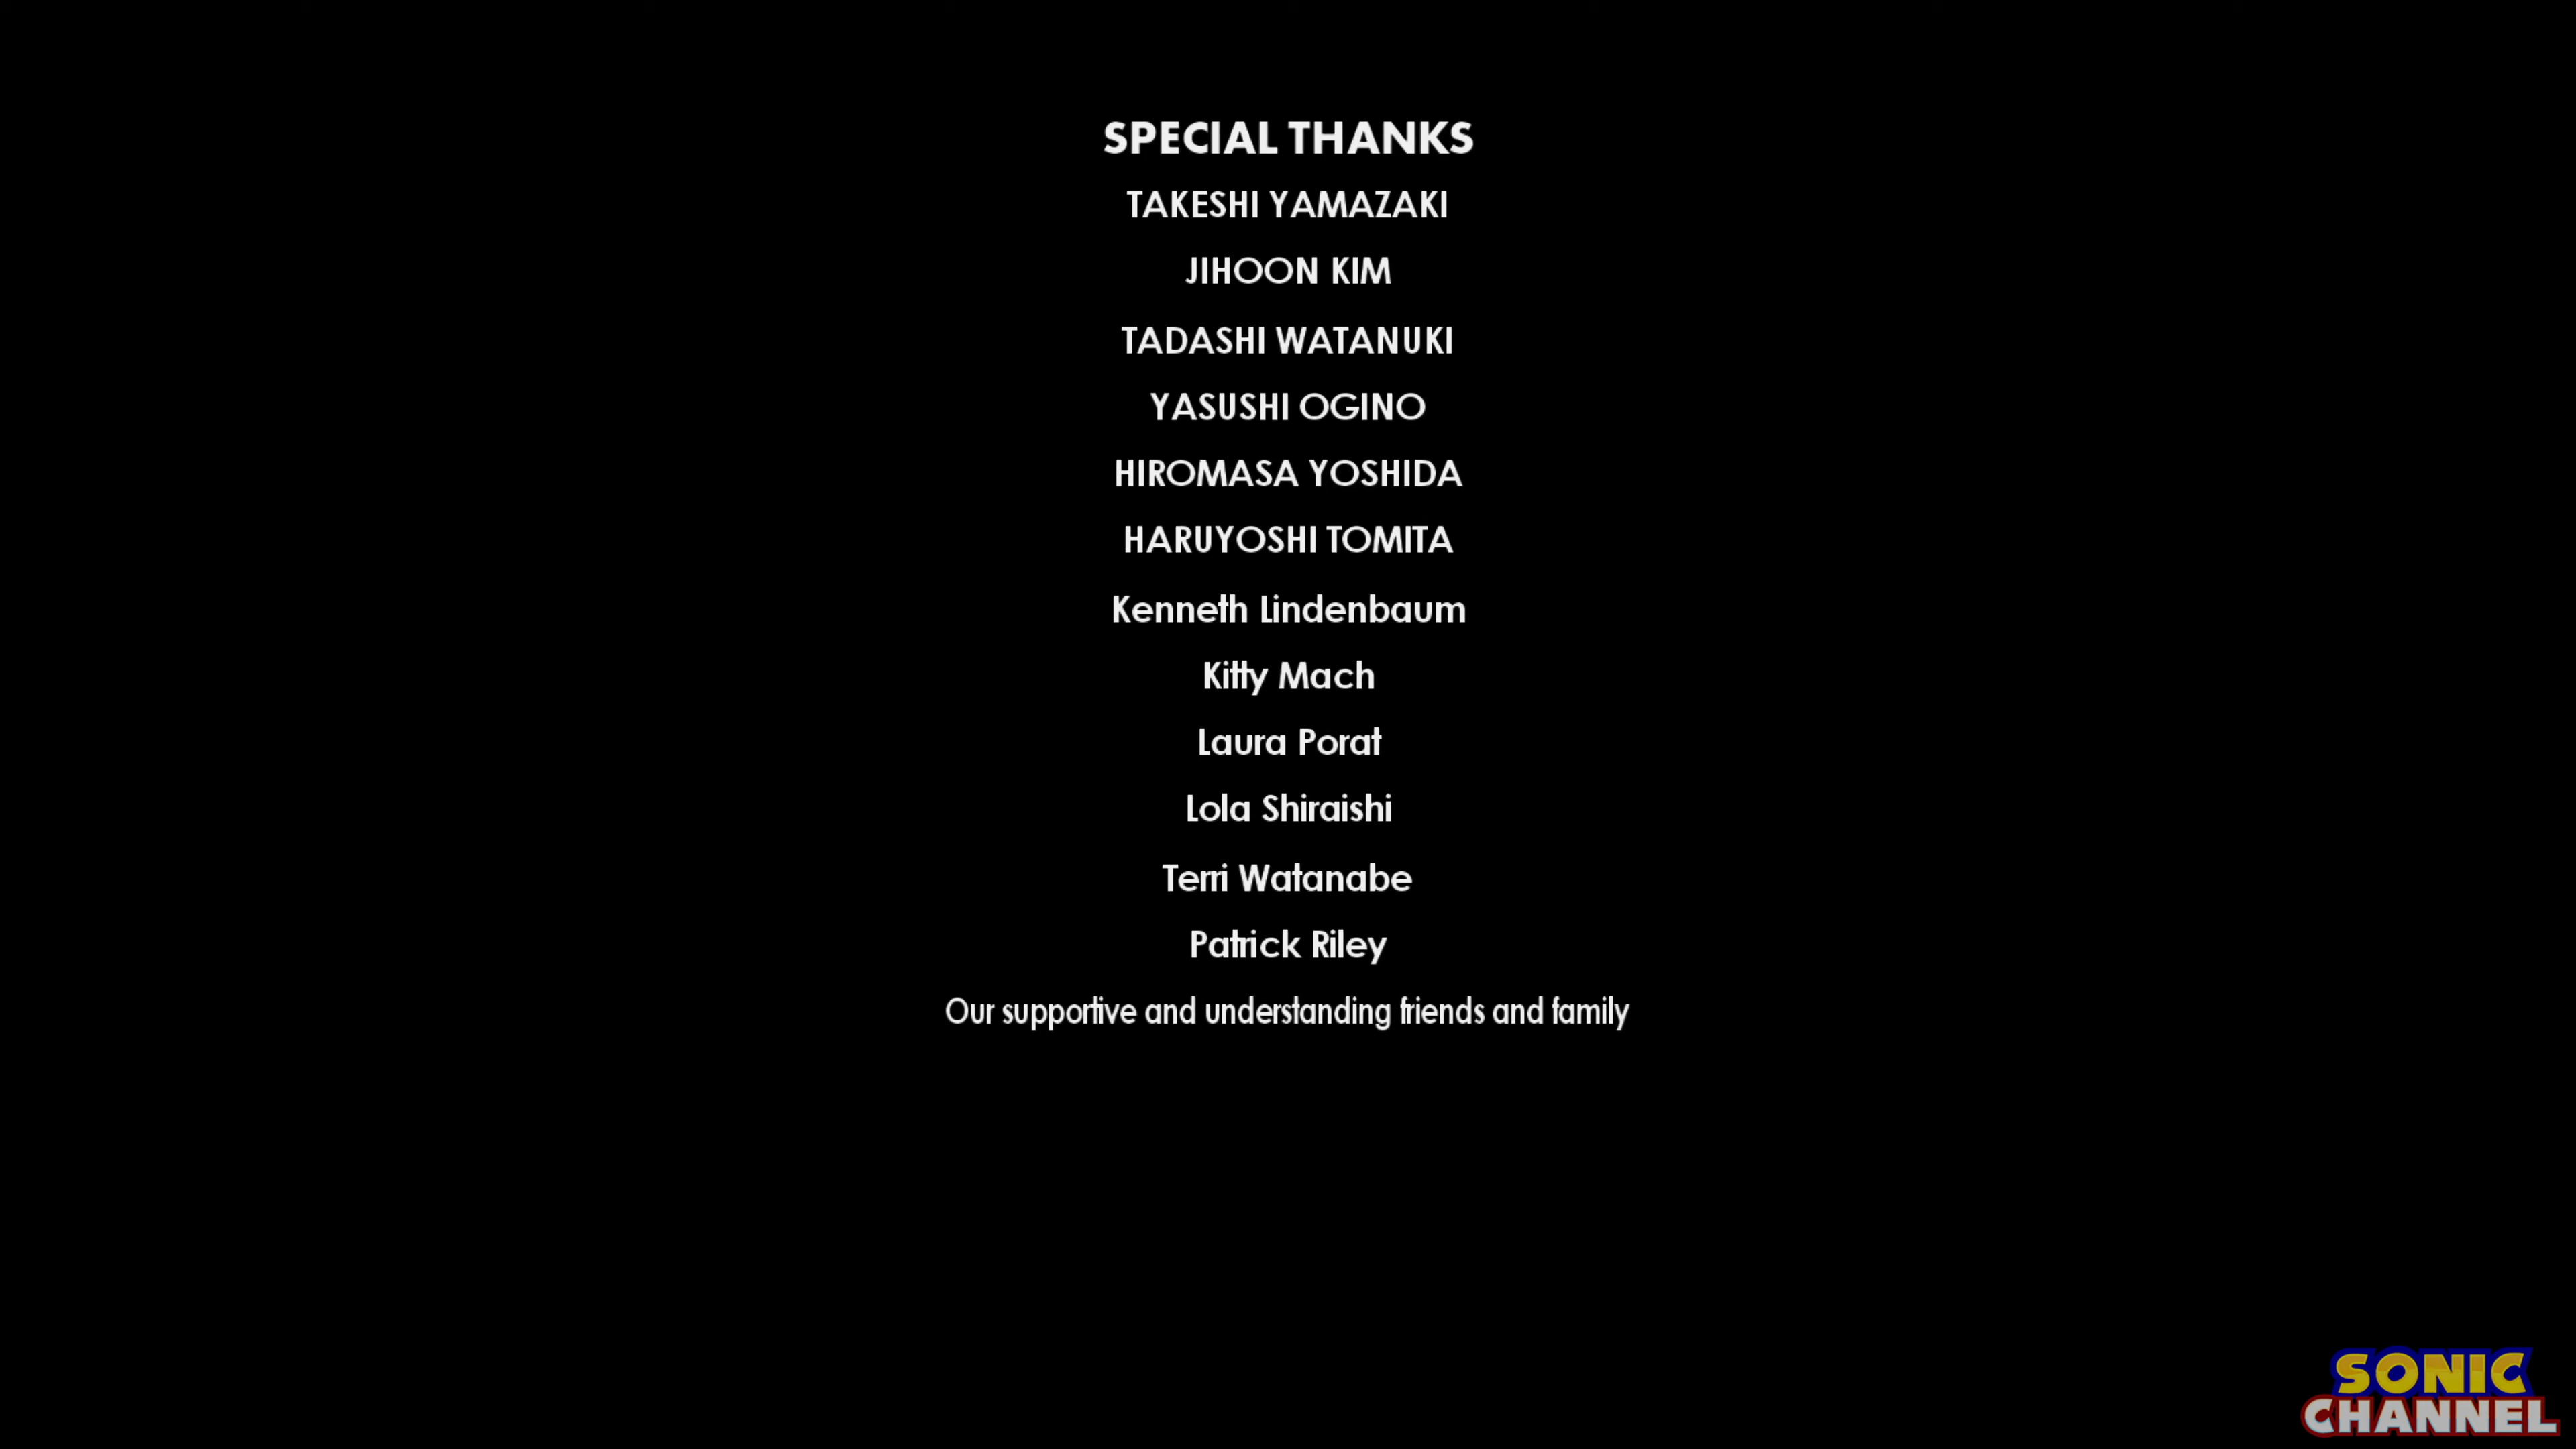 SPECIAL THANKS
TAKESHI YAMAZAKI
JIHOON KIM
TADASHI WATANUKI
YASUSHI OGINO
HIROMASA YOSHIDA
HARUYOSHI TOMITA
Kenneth Lindenbaum
Kitty Mach
Laura Porat
Lola Shiraishi
Terri Watanabe
Patrick Riley
Our supportive and understanding friends and family
SONIC
CHANNEL